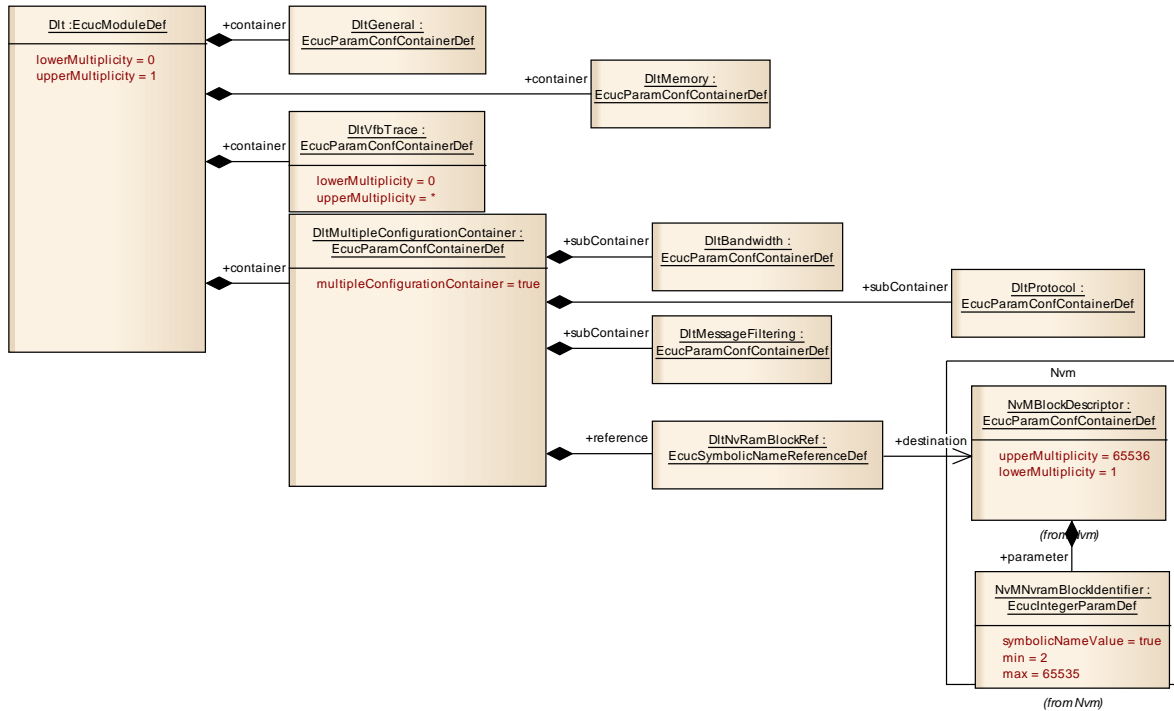 Dlt :EcucModuleDef
lowerMultiplicity = 0
upperMultiplicity = 1
+container
DltGeneral :
EcucParamConfContainerDef
+container
DltMemory :
EcucParamConfContainerDef
+container
DltVfbTrace :
EcucParamConfContainerDef
lowerMultiplicity = 0
upperMultiplicity = *
+container
DltMultipleConfigurationContainer :
EcucParamConfContainerDef
multipleConfigurationContainer = true
+subContainer
DltBandwidth :
EcucParamConfContainerDef
+subContainer
DltProtocol :
EcucParamConfContainerDef
+subContainer
DltMessageFiltering :
EcucParamConfContainerDef
+reference
DltNvRamBlockRef :
EcucSymbolicNameReferenceDef
+destination
Nvm
NvMBlockDescriptor :
EcucParamConfContainerDef
upperMultiplicity = 65536
lowerMultiplicity = 1
(from Nvm)
+parameter
NvMNvramBlockIdentifier :
EcucIntegerParamDef
symbolicNameValue = true
min = 2
max = 65535
(from Nvm)